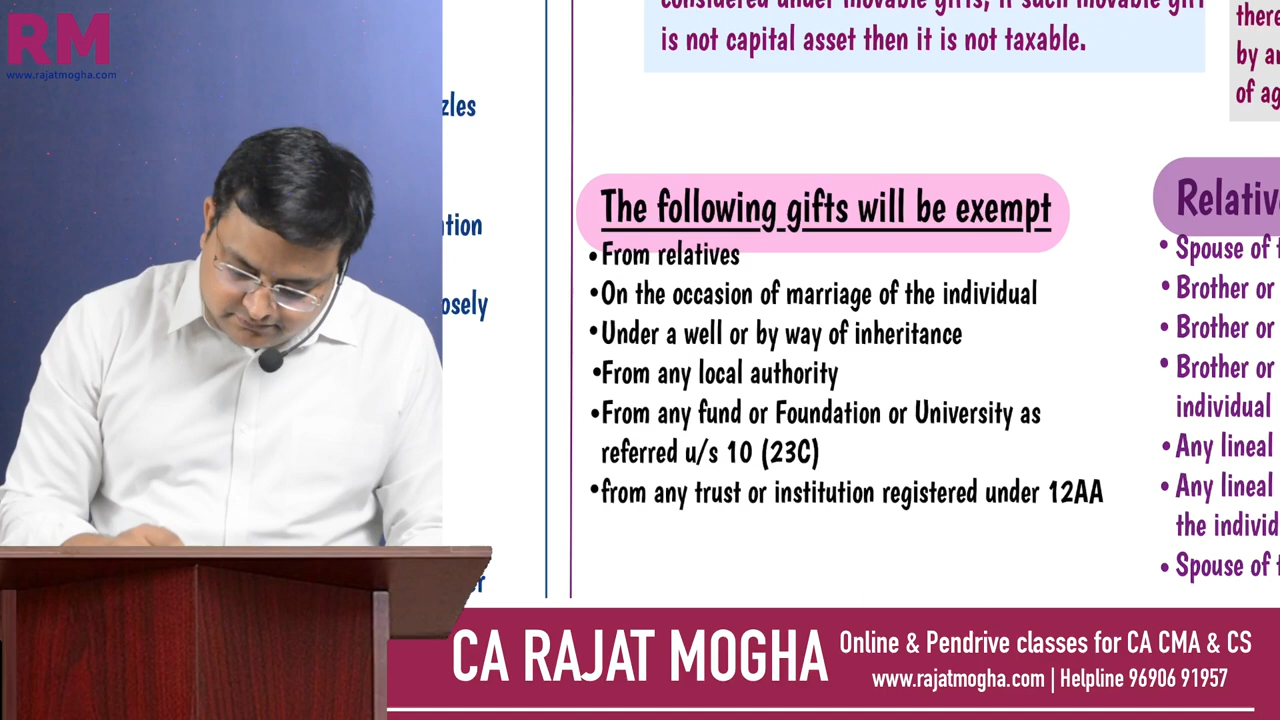 RM
www.rajatmogha.com
is not capital asset then it is not taxable.
there
of ag
The following gifts will be exempt
• From relatives
• On the occasion of marriage of the individual
• Under a well or by way of inheritance
• From any local authority
• From any fund or Foundation or University as
referred u/s 10 (23C)
• from any trust or institution registered under 12AA
• Spouse of
• Brother or
• Brother or
• Brother or
individual
• Any lineal
• Any lineal
the individ
• Spouse of
CA RAJAT MOGHA
Online & Pendrive classes for CA CMA & CS
www.rajatmogha.com | Helpline 96906 91957